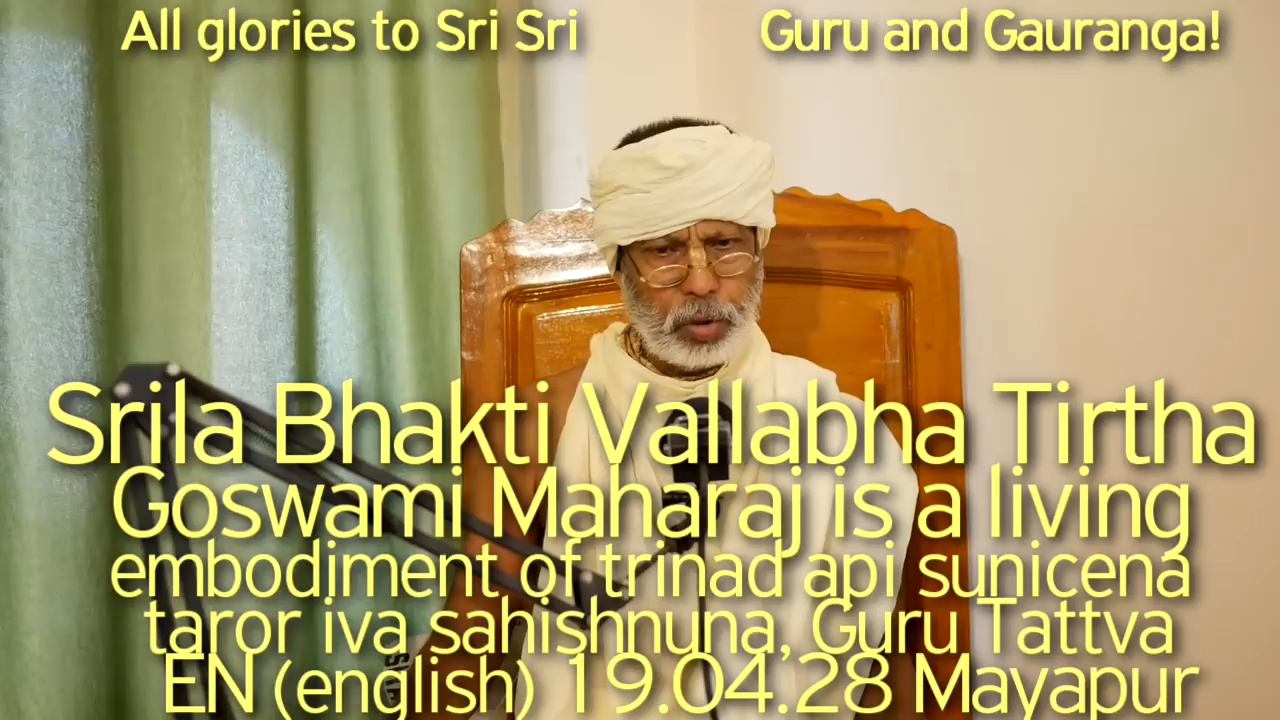 All glories to Sri Sri Guru and Gauranga!
Srila Bhakti Vallabha Tirtha
Goswami Maharaj is a living
embodiment of trinad api sunicena
taror iva sahishnuna, Guru Tattva
EN (english) 19.04.28 Mayapur